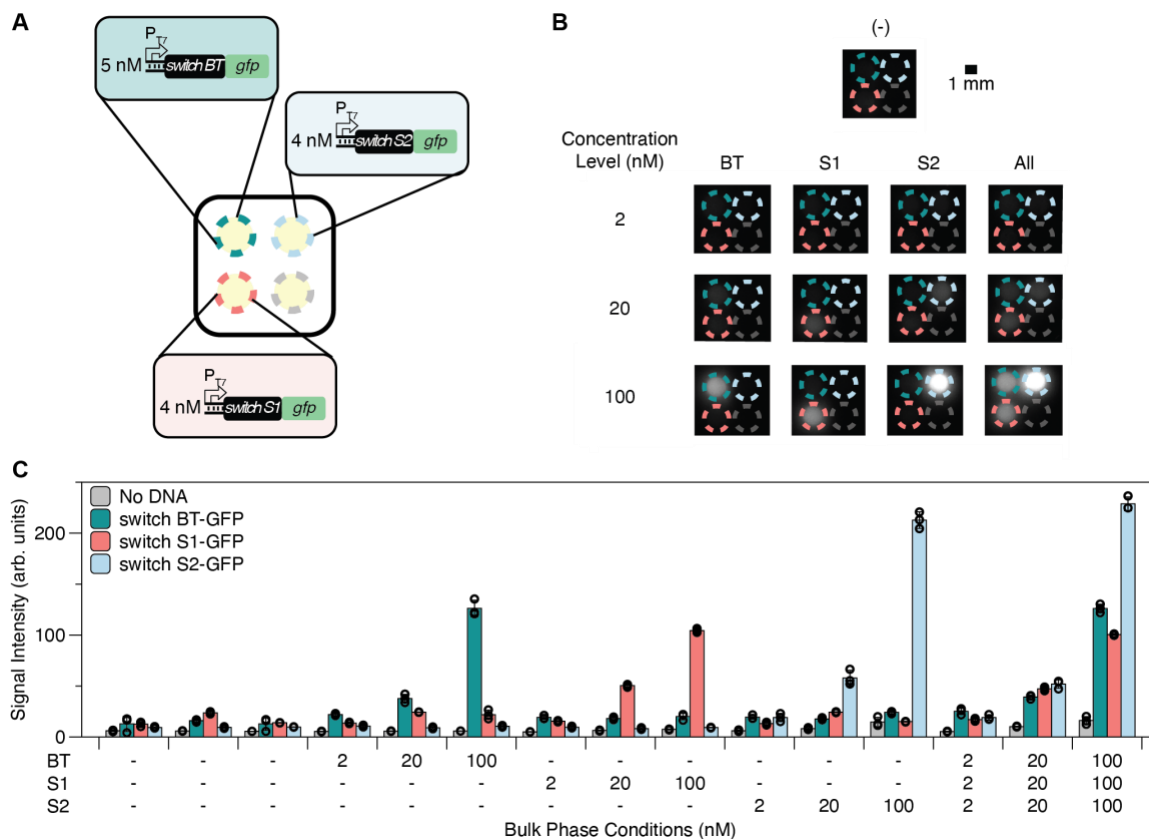 A
P T7
5 nM switch BT gfp
P T7
4 nM switch S2 gfp
P T7
4 nM switch S1 gfp
B
(-)
1 mm
Concentration
Level (nM)
BT S1 S2 All
2
20
100
C
Signal Intensity (arb. units)
200
100
0
No DNA
switch BT-GFP
switch S1-GFP
switch S2-GFP
BT - - - 2 20 100 - - - - - - 2 20 100
S1 - - - - - - 2 20 100 - - - 2 20 100
S2 - - - - - - - - - 2 20 100 2 20 100
Bulk Phase Conditions (nM)